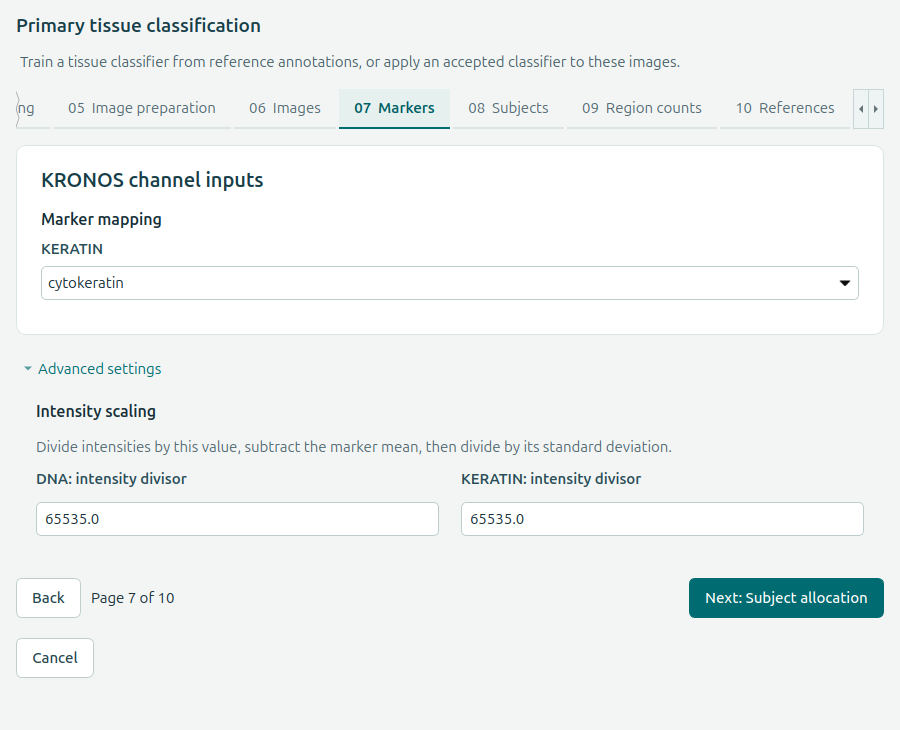 Primary tissue classification
Train a tissue classifier from reference annotations, or apply an accepted classifier to these images.
ng 05 Image preparation 06 Images 07 Markers 08 Subjects 09 Region counts 10 References
KRONOS channel inputs
Marker mapping
KERATIN
cytokeratin
Advanced settings
Intensity scaling
Divide intensities by this value, subtract the marker mean, then divide by its standard deviation.
DNA: intensity divisor KERATIN: intensity divisor
65535.0 65535.0
Back Page 7 of 10 Next: Subject allocation
Cancel